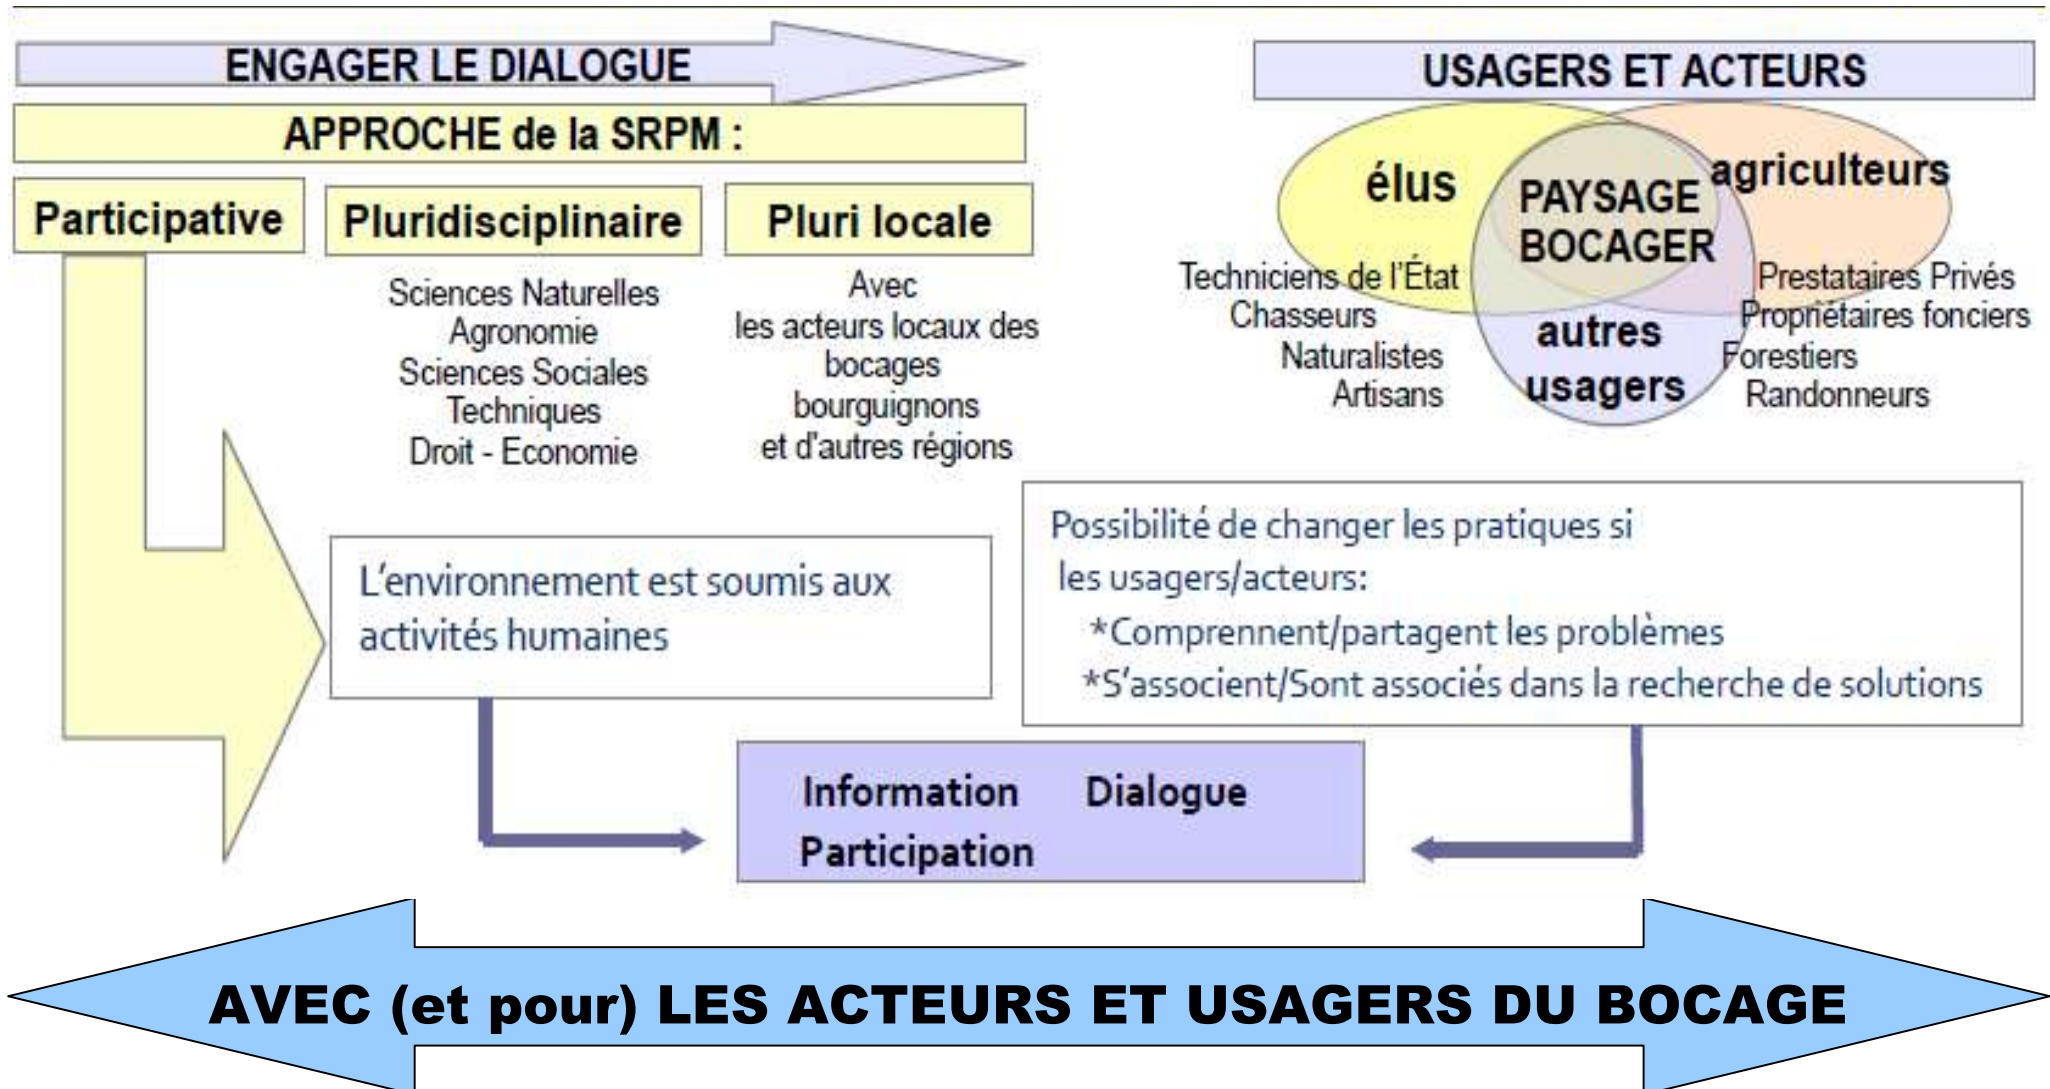 ENGAGER LE DIALOGUE
APPROCHE de la SRPM :
Participative
Pluridisciplinaire
Sciences Naturelles
Agronomie
Sciences Sociales
Techniques
Droit - Economie
Pluri locale
Avec
les acteurs locaux des
bocages
bourguignons
et d'autres régions
USAGERS ET ACTEURS
élus
agriculteurs
PAYSAGE
BOCAGER
autres
usagers
Techniciens de l'État
Chasseurs
Naturalistes
Artisans
Prestataires Privés
Propriétaires fonciers
Forestiers
Randonneurs
L'environnement est soumis aux
activités humaines
Possibilité de changer les pratiques si
les usagers/acteurs:
*Comprennent/partagent les problèmes
*S'associent/Sont associés dans la recherche de solutions
Information Dialogue
Participation
AVEC (et pour) LES ACTEURS ET USAGERS DU BOCAGE